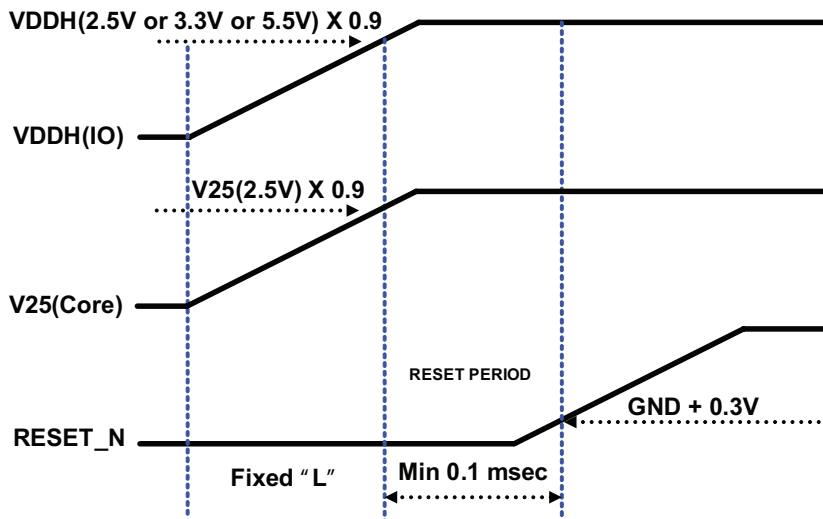 VDDH(2.5V or 3.3V or 5.5V) X 0.9
VDDH(IO)
V25(2.5V) X 0.9
V25(Core)
RESET PERIOD
GND + 0.3V
RESET_N
Fixed “L”
Min 0.1 msec